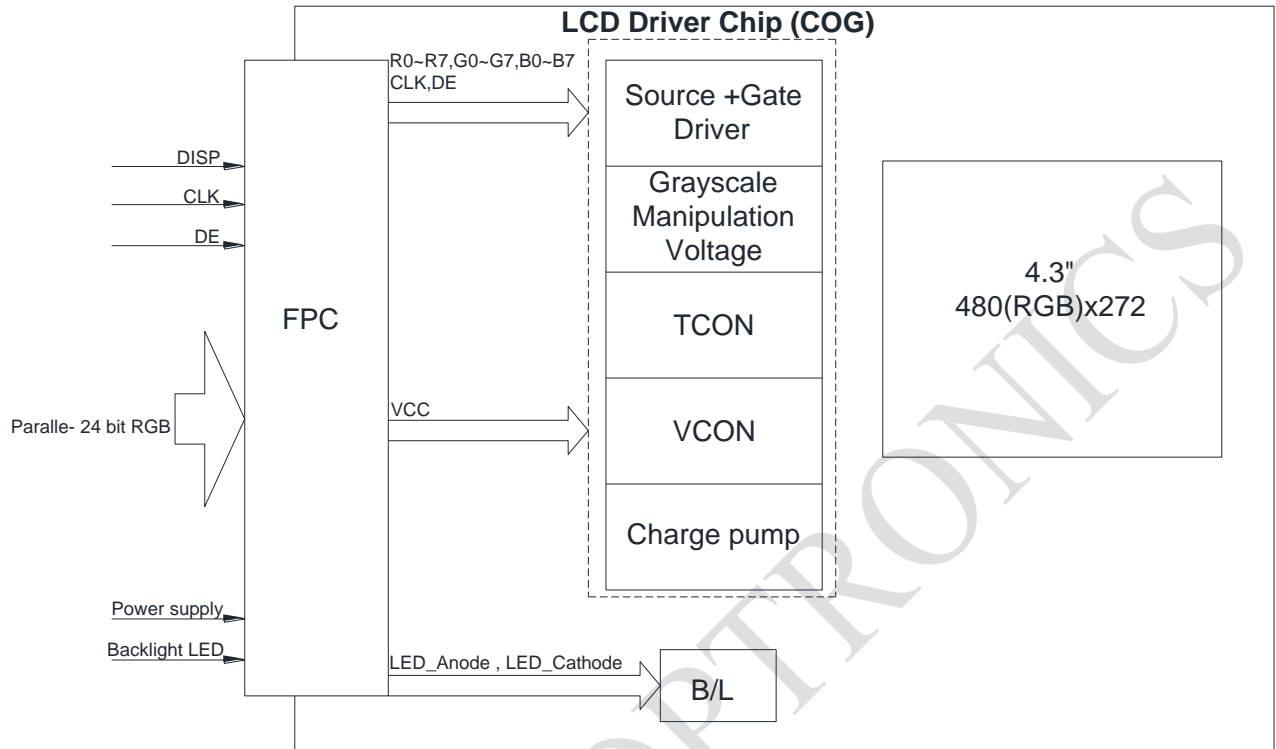 LCD Driver Chip (COG)
R0~R7,G0~G7,B0~B7
CLK,DE
Source +Gate
Driver
DISP
Grayscale
Manipulation
Voltage
CLK
DE
4.3"
480(RGB)x272
FPC
TCON
VCC
Paralle- 24 bit RGB
VCON
Charge pump
Power supply
Backlight LED
LED_Anode , LED_Cathode
B/L
OPTRONICS